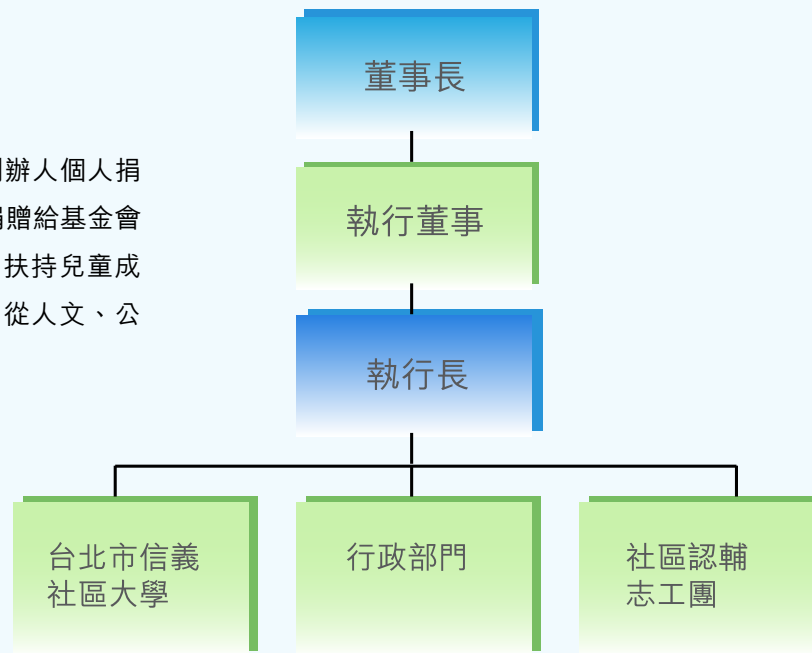 董事長
辦人個人捐
贈給基金會
扶持兒童成
從人文、公
執行董事
執行長
台北市信義
社區大學
行政部門
社區認輔
志工團